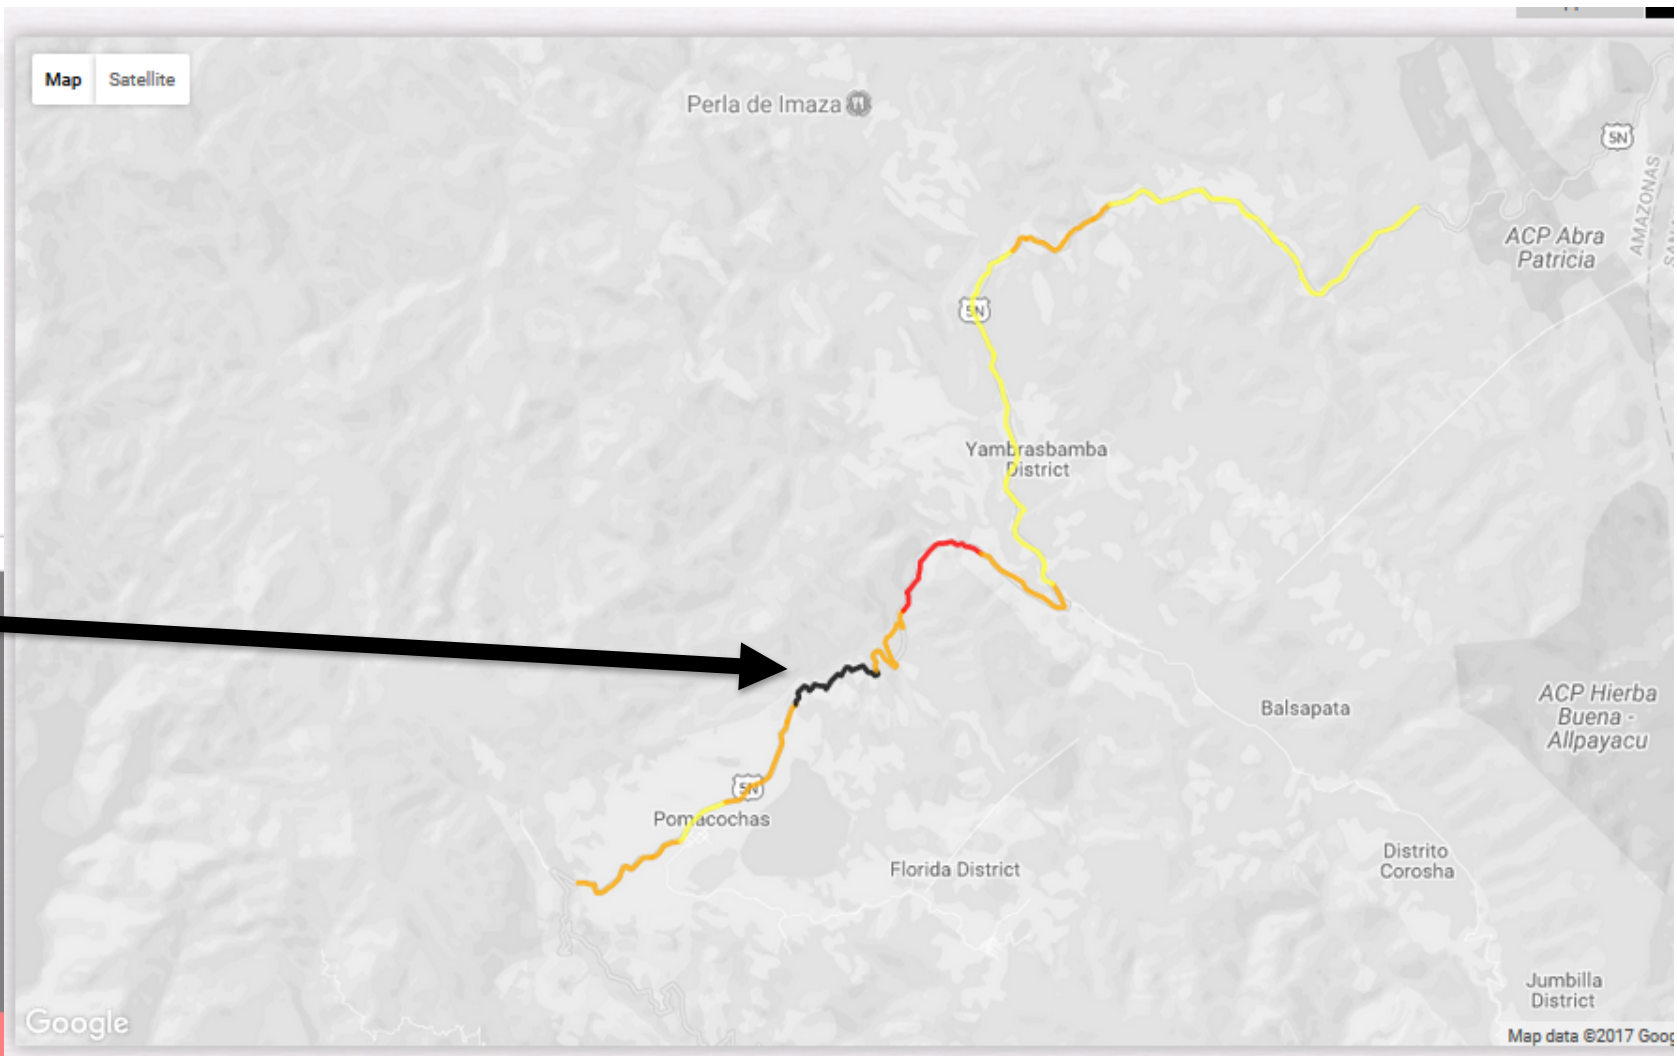 Map Satellite
Perla de Imaza
5N
AMAZONAS
ACP Abra
Patricia
5N
Yambrasbamba
District
ACP Hierba
Buena -
Allpayacu
Balsapata
5N
Pomacochas
Florida District
Distrito
Corosha
Jumbilla
District
Google
Map data ©2017